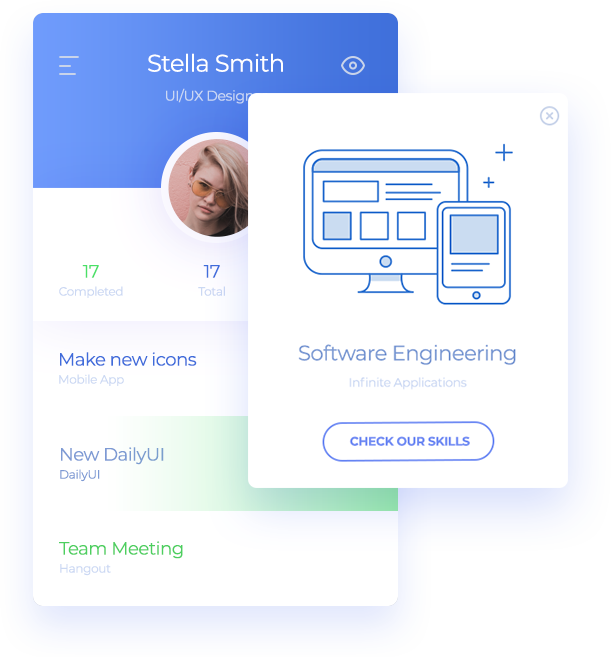 Stella Smith
UI/UX Design
17
Completed
17
Total
Make new icons
Mobile App
New DailyUI
DailyUI
Team Meeting
Hangout
Software Engineering
Infinite Applications
CHECK OUR SKILLS